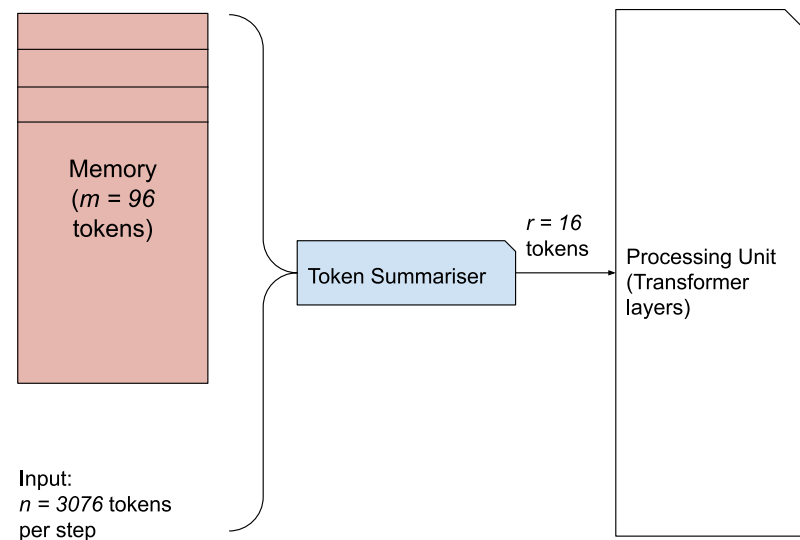 Memory
(m = 96
tokens)
Input:
n = 3076 tokens
per step
Token Summariser
r = 16
tokens
Processing Unit
(Transformer
layers)